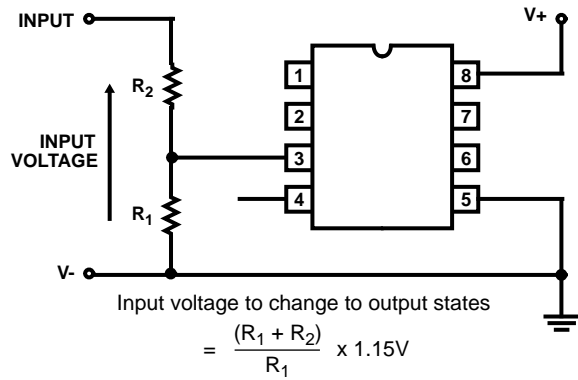 INPUT
V+
R2
INPUT
VOLTAGE
R1
V-
1
2
3
4
8
7
6
5
Input voltage to change to output states
= (R1 + R2)
R1
x 1.15V